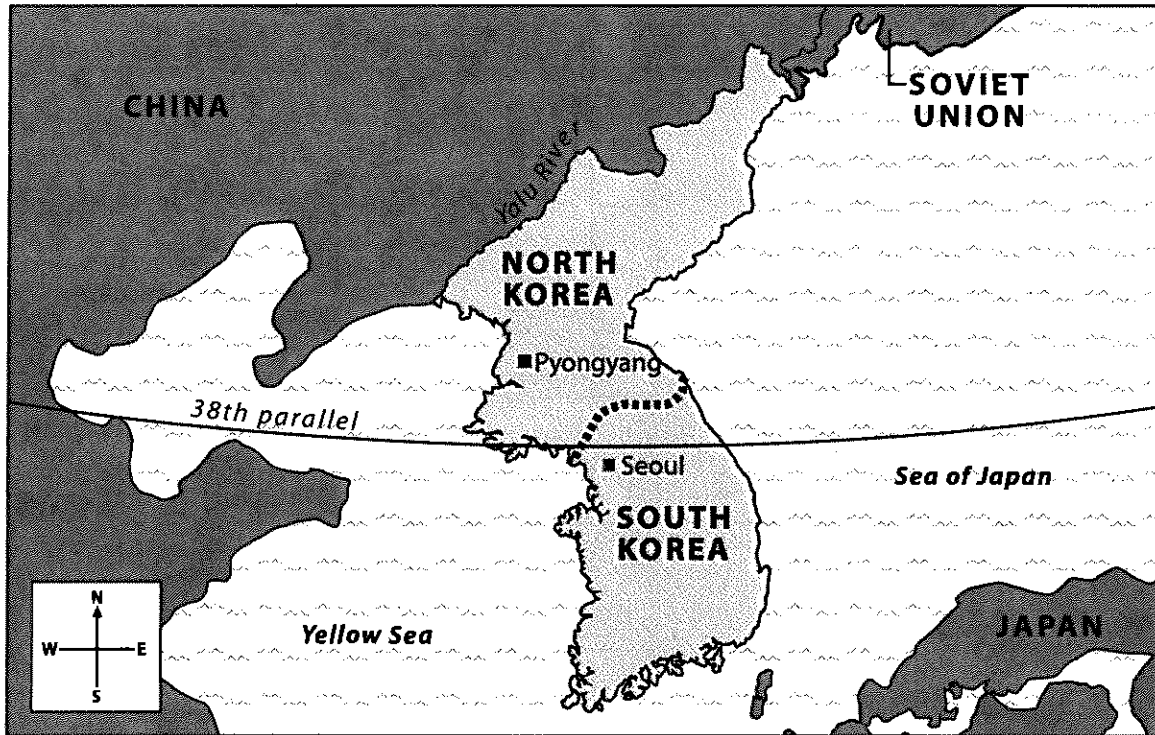 CHINA
SOVIET
UNION
Yalu River
NORTH
KOREA
Pyongyang
38th parallel
Seoul
Sea of Japan
SOUTH
KOREA
Yellow Sea
JAPAN
N
W
E
S